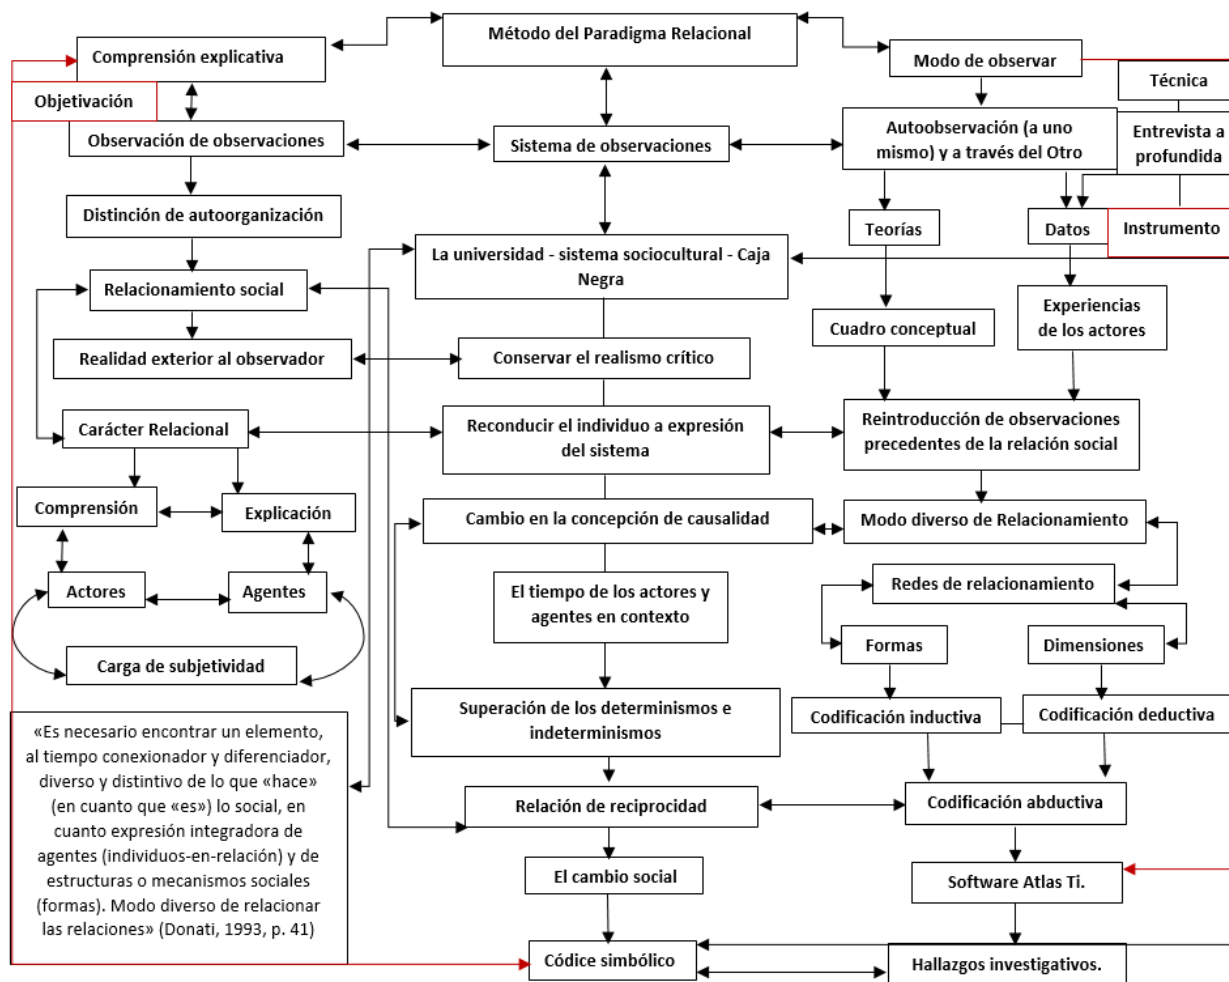 Método del Paradigma Relacional
Comprensión explicativa
Modo de observar
Técnica
Objetivación
Observación de observaciones
Sistema de observaciones
Autoobservación (a uno
mismo) y a través del Otro
Entrevista a
profundida
Distinción de autoorganización
Teorías
Datos
Instrumento
La universidad - sistema sociocultural - Caja
Negra
Relacionamiento social
Experiencias
de los actores
Cuadro conceptual
Realidad exterior al observador
Conservar el realismo crítico
Carácter Relacional
Reconducir el individuo a expresión
del sistema
Reintroducción de observaciones
precedentes de la relación social
Comprensión
Explicación
Cambio en la concepción de causalidad
Modo diverso de Relacionamiento
Actores
Agentes
El tiempo de los actores y
agentes en contexto
Redes de relacionamiento
Formas
Dimensiones
Carga de subjetividad
Superación de los determinismos e
indeterminismos
Codificación inductiva
Codificación deductiva
«Es necesario encontrar un elemento,
al tiempo conexionador y diferenciador,
diverso y distintivo de lo que «hace»
(en cuanto que «es») lo social, en
cuanto expresión integradora de
agentes (individuos-en-relación) y de
estructuras o mecanismos sociales
(formas). Modo diverso de relacionar
las relaciones» (Donati, 1993, p. 41)
Relación de reciprocidad
Codificación abductiva
El cambio social
Software Atlas Ti.
Códice simbólico
Hallazgos investigativos.